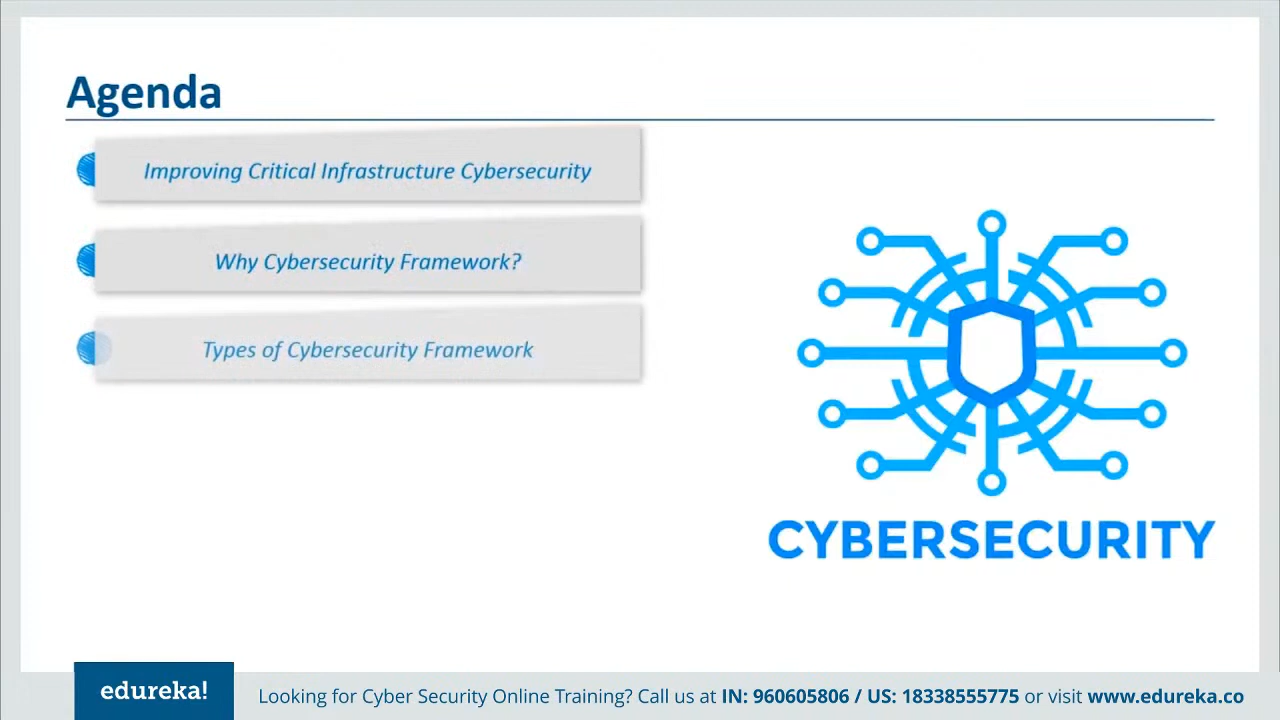 Agenda
Improving Critical Infrastructure Cybersecurity
Why Cybersecurity Framework?
Types of Cybersecurity Framework
CYBERSECURITY
edureka!
Looking for Cyber Security Online Training? Call us at IN: 960605806 / US: 18338555775 or visit www.edureka.co